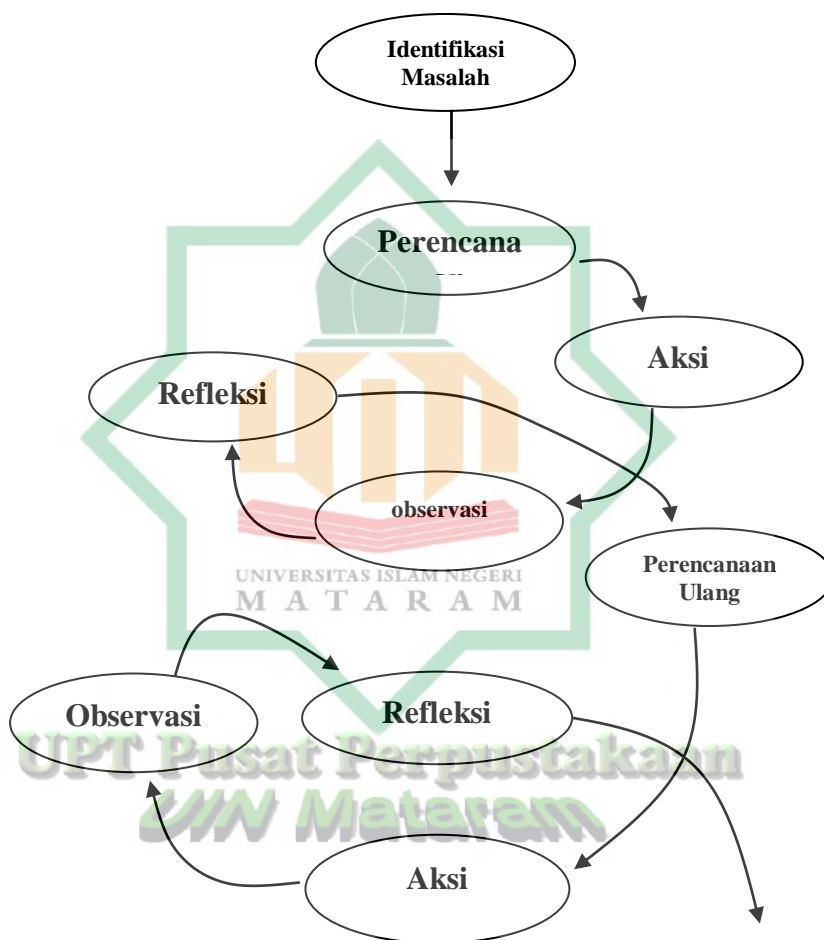 Identifikasi
Masalah
Perencana
Aksi
Refleksi
observasi
UNIVERSITAS ISLAM NEGERI
MATARAM
Perencanaan
Ulang
Observasi
Refleksi
UPT Pusat Perpustakaan
UIN Mataram
Aksi